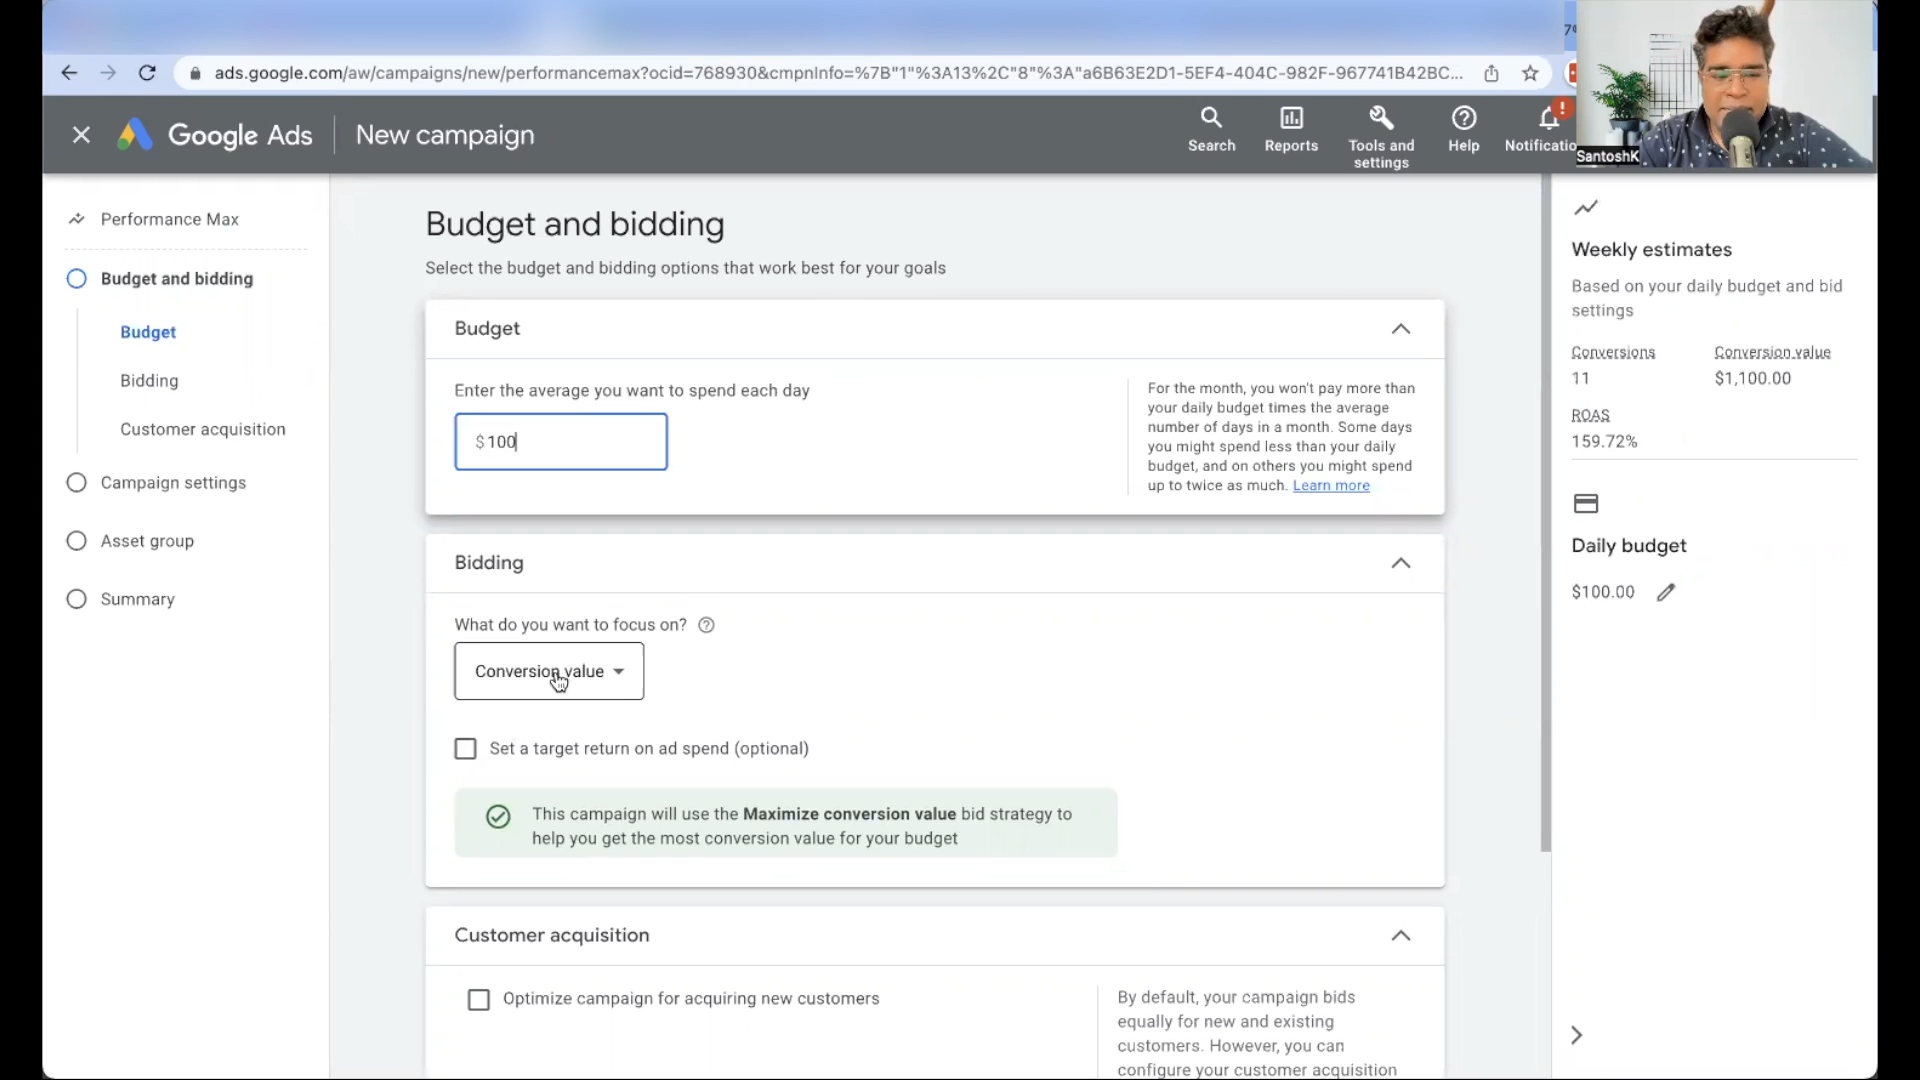 ads.google.com/aw/campaigns/new/performancemax?ocid=768930&cmpnInfo=%7B"1"%3A13%2C"8"%3A"a6B63E2D1-5EF4-404C-982F-967741B42BC...
Google Ads
New campaign
Search
Reports
Tools and
settings
Help
Notificatio
!
SantoshK
Performance Max
Budget and bidding
Budget
Bidding
Customer acquisition
Campaign settings
Asset group
Summary
Budget and bidding
Select the budget and bidding options that work best for your goals
Budget
Enter the average you want to spend each day
$ 100
For the month, you won't pay more than
your daily budget times the average
number of days in a month. Some days
you might spend less than your daily
budget, and on others you might spend
up to twice as much. Learn more
Bidding
What do you want to focus on?
Conversion value
Set a target return on ad spend (optional)
This campaign will use the Maximize conversion value bid strategy to
help you get the most conversion value for your budget
Customer acquisition
Optimize campaign for acquiring new customers
By default, your campaign bids
equally for new and existing
customers. However, you can
configure your customer acquisition
Weekly estimates
Based on your daily budget and bid
settings
Conversions
11
Conversion value
$1,100.00
ROAS
159.72%
Daily budget
$100.00